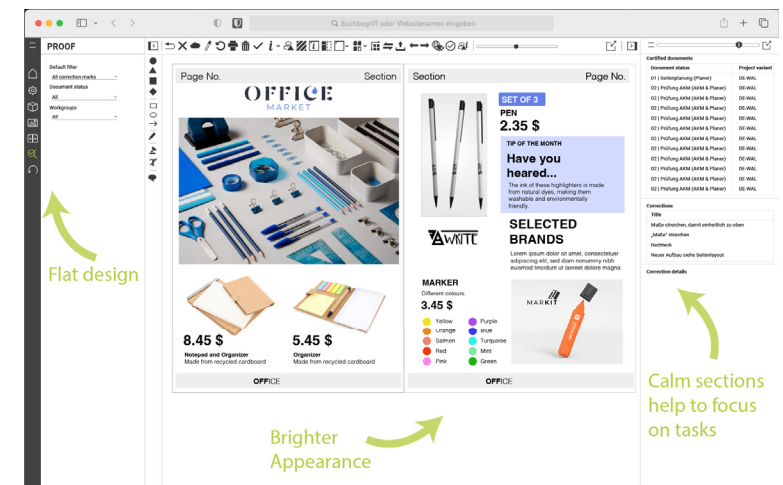 Suchbegriff oder Websitenamen eingeben
PROOF
Default filter
All correction marks
Document status
All
Workgroups
All
Flat design
Page No.
Section
OFFICE
MARKET
8.45 $
Notepad and Organizer
Made from recycled cardboard
5.45 $
Organizer
Made from recycled cardboard
OFFICE
Section
Page No.
SET OF 3
PEN
2.35 $
TIP OF THE MONTH
Have you
heared...
The ink of these highlighters is made
from natural dyes, making them
washable and environmentally
friendly.
AWRITE
SELECTED
BRANDS
Lorem ipsum dolor sit amet, consectetuer
adipiscing elit, sed diam nonummy nibh
euismod tincidunt ut laoreet dolore magna.
MARKER
Different colours.
3.45 $
Yellow
Orange
Salmon
Red
Pink
Purple
Blue
Turquoise
Mint
Green
MARKIT
OFFICE
Brighter
Appearance
Certified documents
Document status Project variant
01 | Seitenplanung (Planer) DE-WAL
02 | Prüfung AKM (AKM & Planer) DE-WAL
02 | Prüfung AKM (AKM & Planer) DE-WAL
02 | Prüfung AKM (AKM & Planer) DE-WAL
02 | Prüfung AKM (AKM & Planer) DE-WAL
02 | Prüfung AKM (AKM & Planer) DE-WAL
02 | Prüfung AKM (AKM & Planer) DE-WAL
02 | Prüfung AKM (AKM & Planer) DE-WAL
02 | Prüfung AKM (AKM & Planer) DE-WAL
02 | Prüfung AKM (AKM & Planer) DE-WAL
Corrections
Title
Maße streichen, damit einheitlich zu oben
„Maße" streichen
Rechteck
Neuer Aufbau siehe Seitenlayout
Correction details
Calm sections
help to focus
on tasks